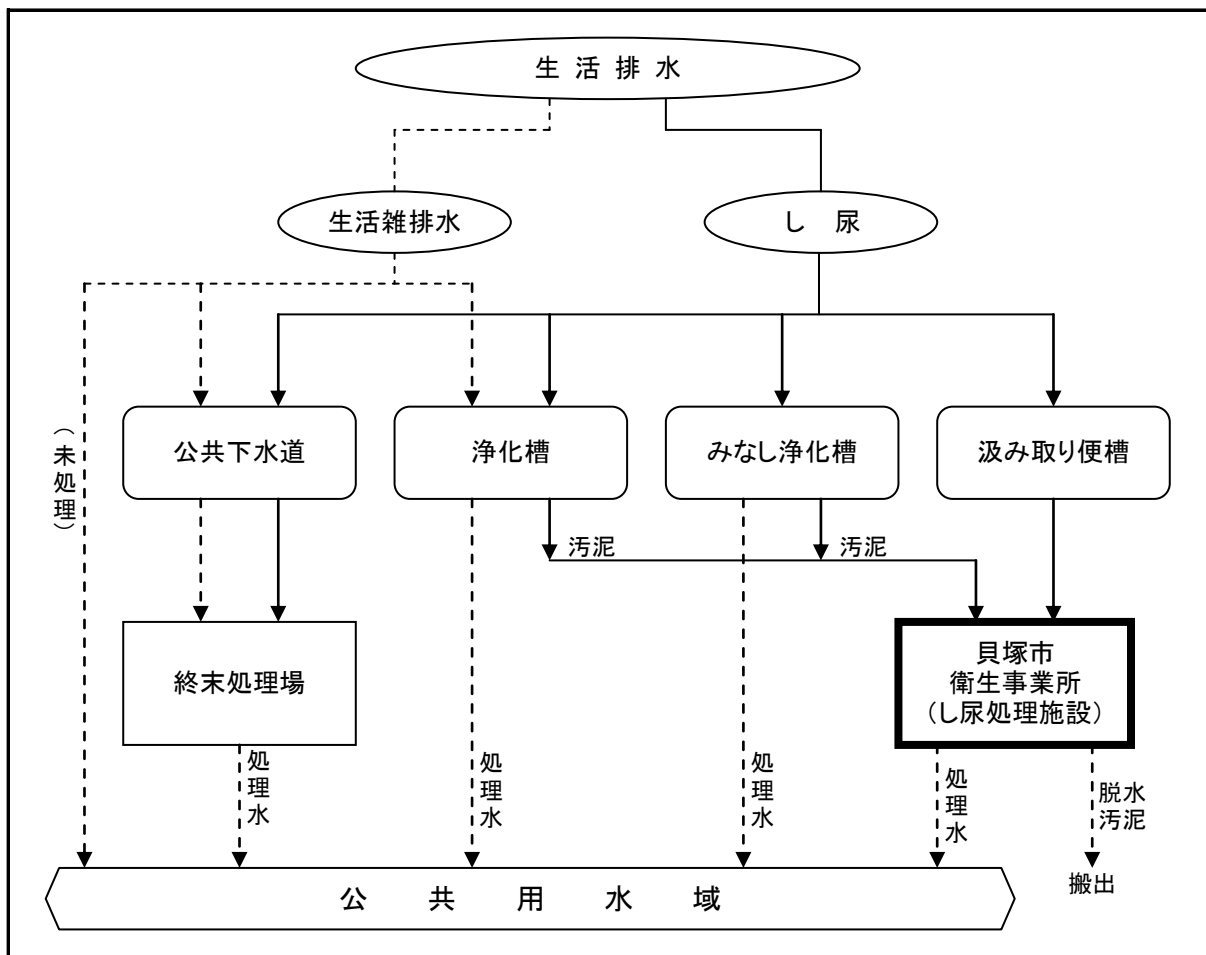 生活排水
生活雑排水
し尿
(未処理)
公共下水道
浄化槽
みなし浄化槽
汲み取り便槽
汚泥
汚泥
終末処理場
貝塚市
衛生事業所
(し尿処理施設)
処理水
処理水
処理水
処理水
脱水
汚泥
搬出
公共用水域